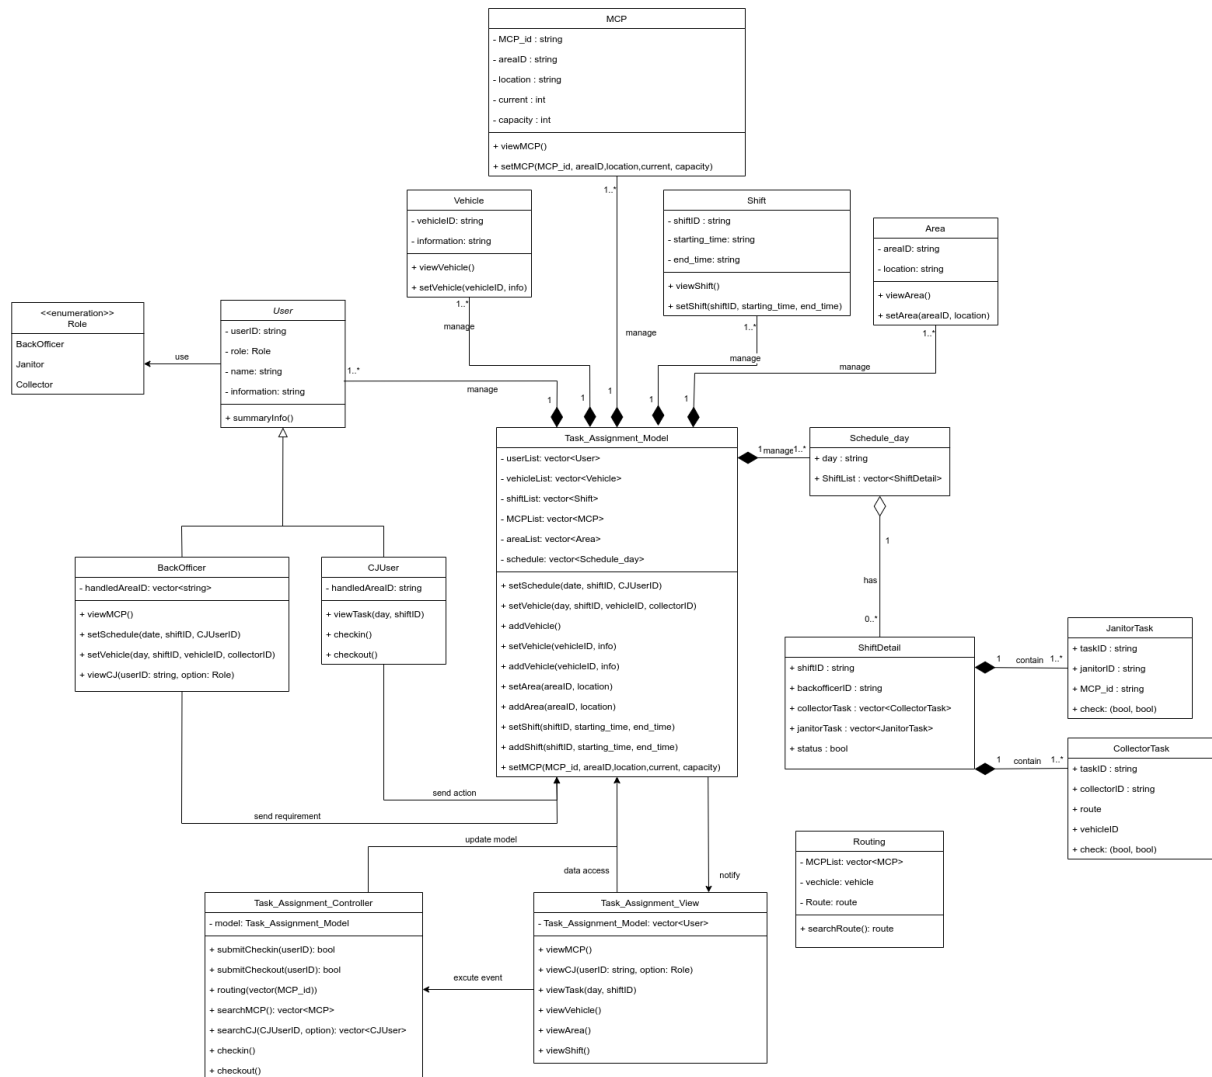 MCP
- MCP_id : string
- areaID : string
- location : string
- current : int
- capacity : int
+ viewMCP()
+ setMCP(MCP_id, areaID,location,current, capacity)
1..*
manage
1
Vehicle
- vehicleID: string
- information: string
+ viewVehicle()
+ setVehicle(vehicleID, info)
1..*
manage
1
Shift
- shiftID : string
- starting_time: string
- end_time: string
+ viewShift()
+ setShift(shiftID, starting_time, end_time)
1..*
manage
1
Area
- areaID: string
- location: string
+ viewArea()
+ setArea(areaID, location)
1..*
manage
1
<<enumeration>>
Role
BackOfficer
Janitor
Collector
use
User
- userID: string
- role: Role
- name: string
- information: string
+ summaryInfo()
1..*
manage
1
Task_Assignment_Model
- userList: vector<User>
- vehicleList: vector<Vehicle>
- shiftList: vector<Shift>
- MCPList: vector<MCP>
- areaList: vector<Area>
- schedule: vector<Schedule_day>
+ setSchedule(date, shiftID, CJUserID)
+ setVehicle(day, shiftID, vehicleID, collectorID)
+ addVehicle()
+ setVehicle(vehicleID, info)
+ addVehicle(vehicleID, info)
+ setArea(areaID, location)
+ addArea(areaID, location)
+ setShift(shiftID, starting_time, end_time)
+ addShift(shiftID, starting_time, end_time)
+ setMCP(MCP_id, areaID,location,current, capacity)
1 manage 1..*
Schedule_day
+ day : string
+ ShiftList : vector<ShiftDetail>
1
has
0..*
BackOfficer
- handledAreaID: vector<string>
+ viewMCP()
+ setSchedule(date, shiftID, CJUserID)
+ setVehicle(day, shiftID, vehicleID, collectorID)
+ viewCJ(userID: string, option: Role)
CJUser
- handledAreaID: string
+ viewTask(day, shiftID)
+ checkin()
+ checkout()
ShiftDetail
+ shiftID : string
+ backofficerID : string
+ collectorTask : vector<CollectorTask>
+ janitorTask : vector<JanitorTask>
+ status : bool
1 contain 1..*
JanitorTask
+ taskID : string
+ janitorID : string
+ MCP_id : string
+ check: (bool, bool)
1 contain 1..*
CollectorTask
+ taskID : string
+ collectorID : string
+ route
+ vehicleID
+ check: (bool, bool)
send action
send requirement
update model
data access
notify
Routing
- MCPList: vector<MCP>
- vechicle: vehicle
- Route: route
+ searchRoute(): route
Task_Assignment_Controller
- model: Task_Assignment_Model
+ submitCheckin(userID): bool
+ submitCheckout(userID): bool
+ routing(vector(MCP_id))
+ searchMCP(): vector<MCP>
+ searchCJ(CJUserID, option): vector<CJUser>
+ checkin()
+ checkout()
excute event
Task_Assignment_View
- Task_Assignment_Model: vector<User>
+ viewMCP()
+ viewCJ(userID: string, option: Role)
+ viewTask(day, shiftID)
+ viewVehicle()
+ viewArea()
+ viewShift()